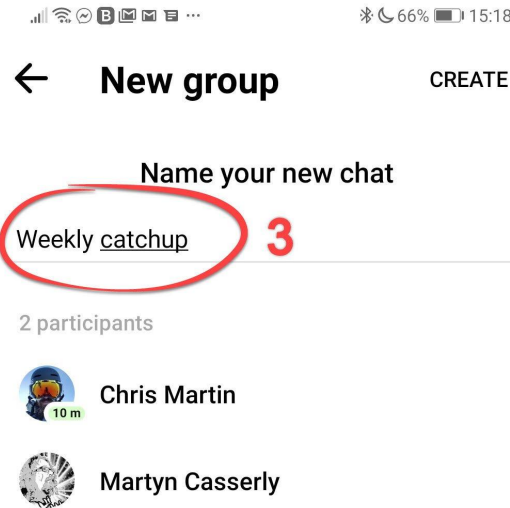 B 66% 15:18
New group CREATE
Name your new chat
Weekly catchup 3
2 participants
Chris Martin
10 m
Martyn Casserly